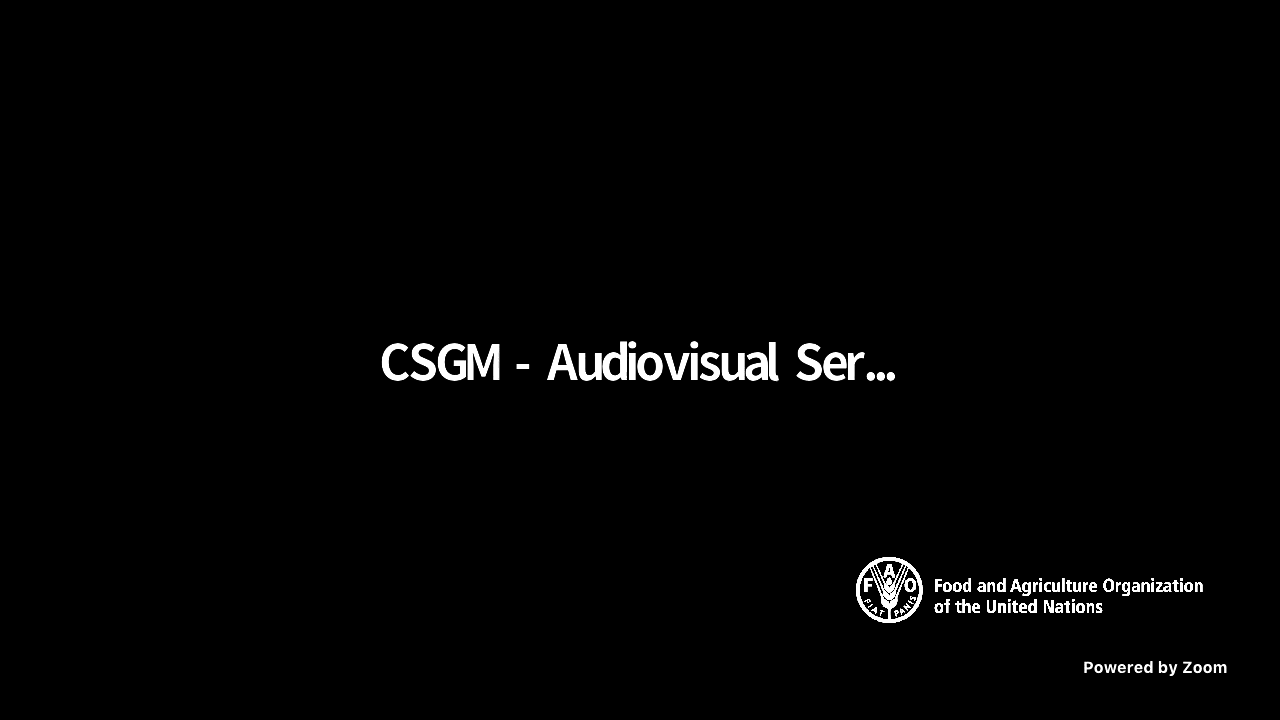 CSGM - Audiovisual Ser...
F A O
FIAT PANIS
Food and Agriculture Organization
of the United Nations
Powered by Zoom